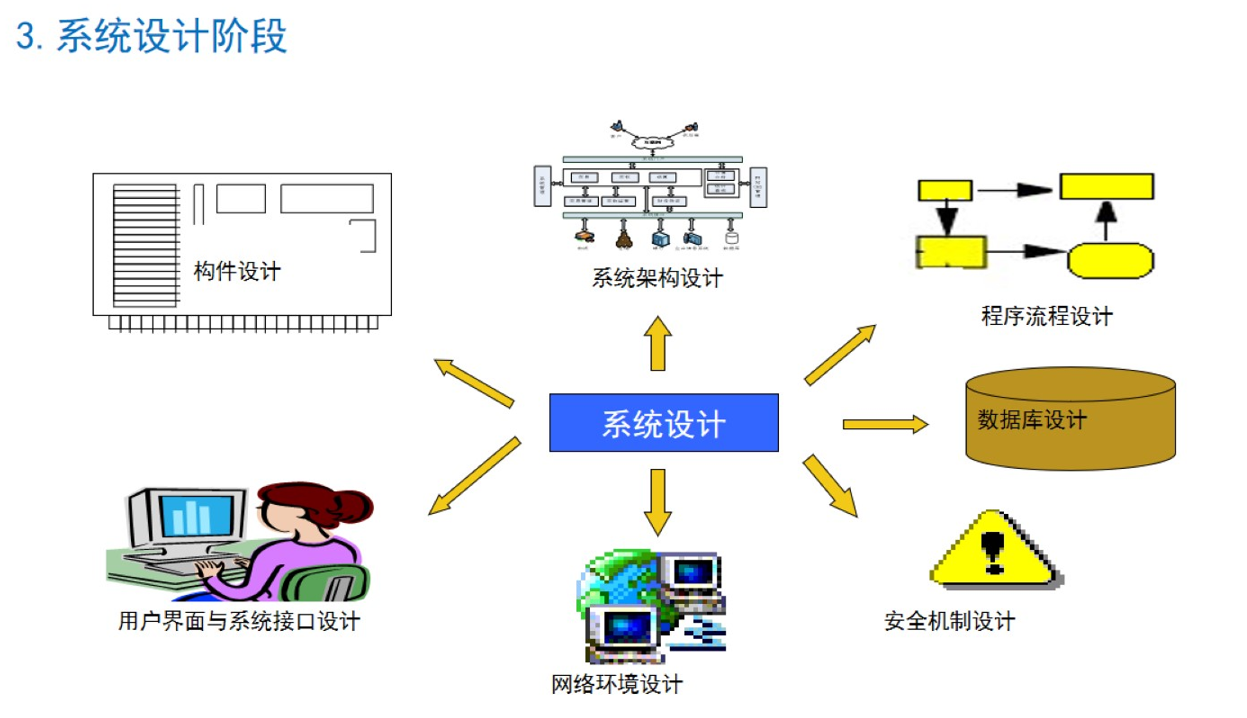 3. 系统设计阶段
构件设计
系统架构设计
程序流程设计
系统设计
数据库设计
用户界面与系统接口设计
网络环境设计
安全机制设计